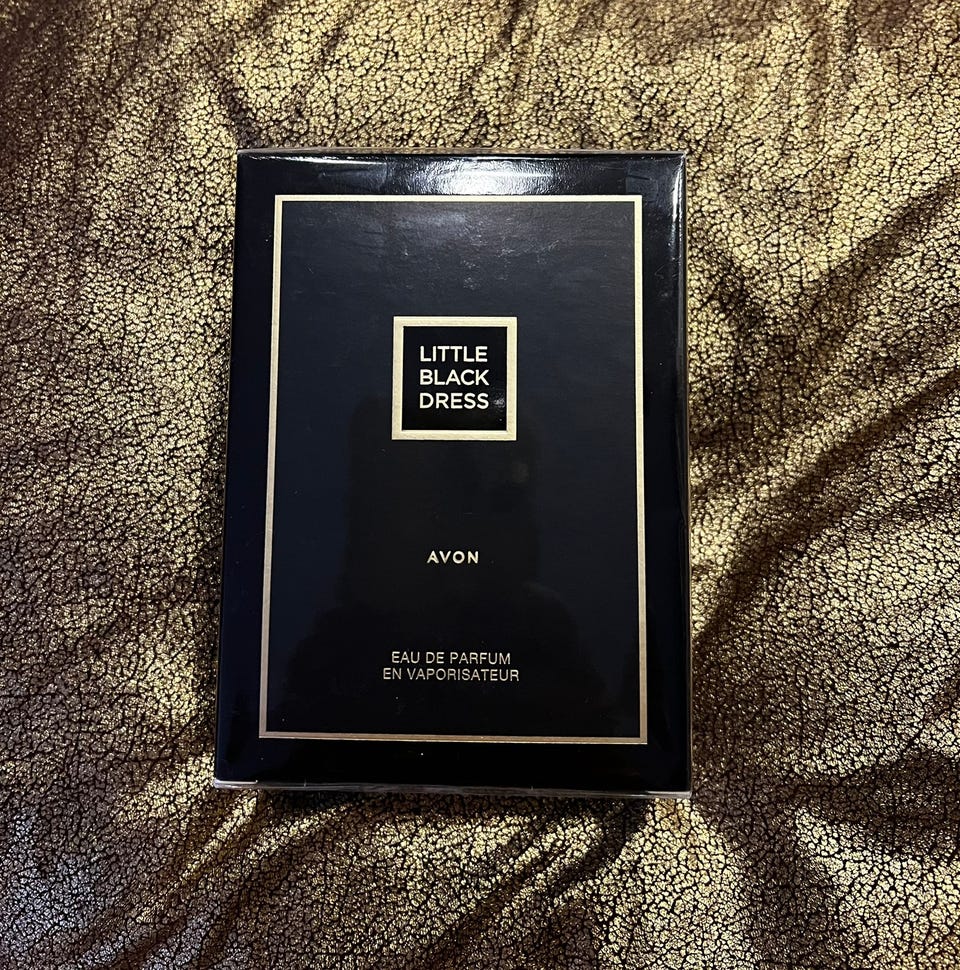 LITTLE
BLACK
DRESS
AVON
EAU DE PARFUM
EN VAPORISATEUR